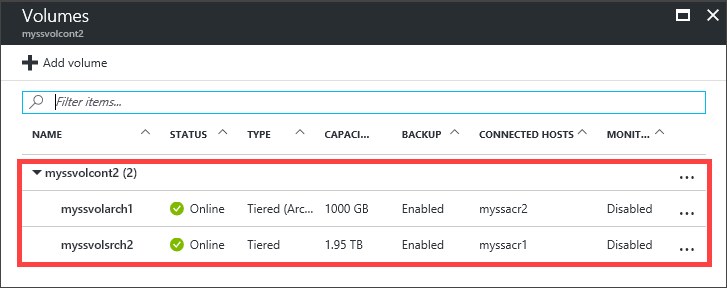 Volumes
myssvolcont2
Add volume
Filter items...
NAME STATUS TYPE CAPACI... BACKUP CONNECTED HOSTS MONIT...
myssvolcont2 (2) ...
myssvolarch1 Online Tiered (Arc... 1000 GB Enabled myssacr2 Disabled ...
myssvolsrch2 Online Tiered 1.95 TB Enabled myssacr1 Disabled ...